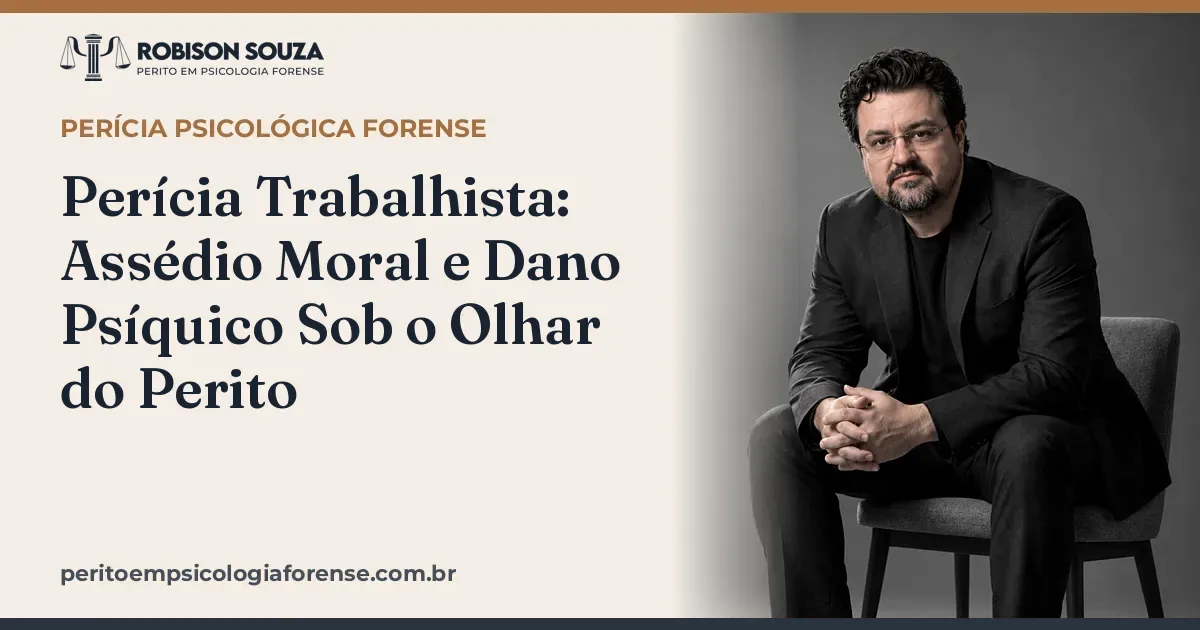 ROBISON SOUZA
PERITO EM PSICOLOGIA FORENSE
PERÍCIA PSICOLÓGICA FORENSE
Perícia Trabalhista:
Assédio Moral e Dano
Psíquico Sob o Olhar
do Perito
peritoempsicologiaforense.com.br